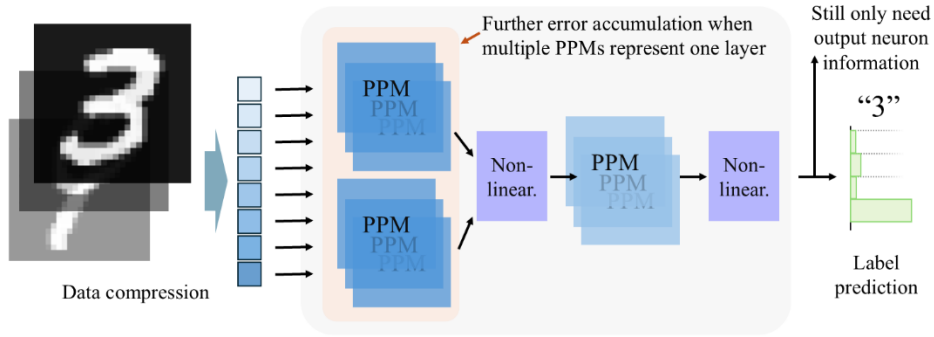 Further error accumulation when
multiple PPMs represent one layer
Still only need
output neuron
information
PPM
PPM
PPM
PPM
PPM
PPM
Non-
linear.
PPM
PPM
PPM
Non-
linear.
“3”
Data compression
Label
prediction